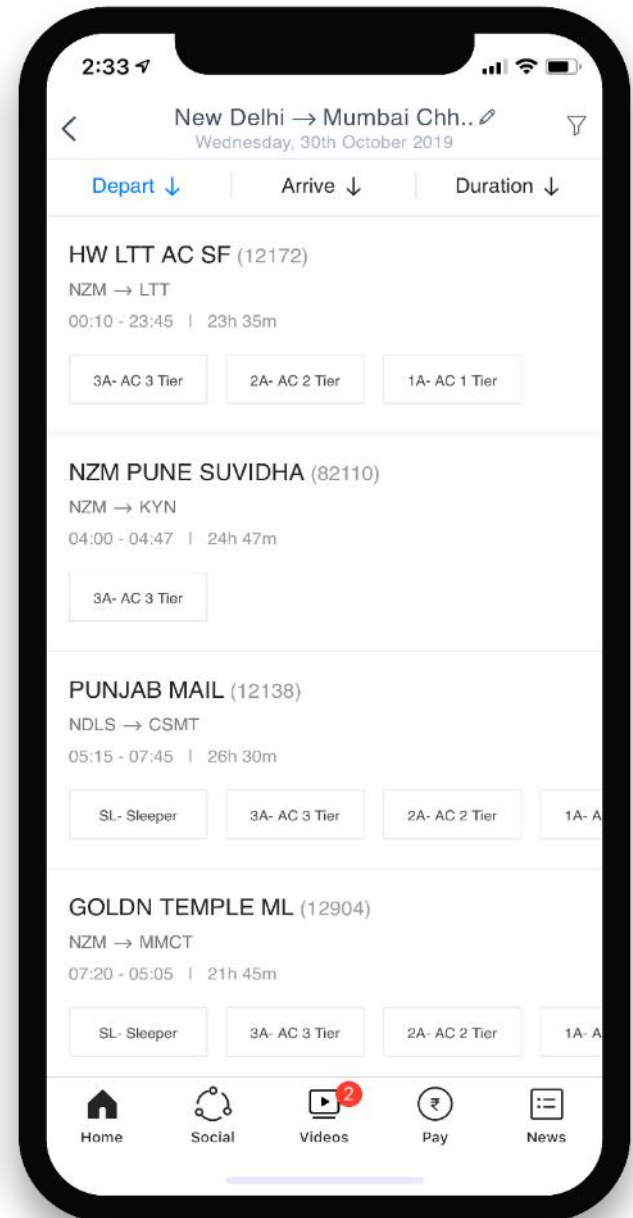 2:33
New Delhi → Mumbai Chh..
Wednesday, 30th October 2019
Depart ↓ Arrive ↓ Duration ↓
HW LTT AC SF (12172)
NZM → LTT
00:10 - 23:45 | 23h 35m
3A- AC 3 Tier 2A- AC 2 Tier 1A- AC 1 Tier
NZM PUNE SUVIDHA (82110)
NZM → KYN
04:00 - 04:47 | 24h 47m
3A- AC 3 Tier
PUNJAB MAIL (12138)
NDLS → CSMT
05:15 - 07:45 | 26h 30m
SL- Sleeper 3A- AC 3 Tier 2A- AC 2 Tier 1A- A
GOLDN TEMPLE ML (12904)
NZM → MMCT
07:20 - 05:05 | 21h 45m
SL- Sleeper 3A- AC 3 Tier 2A- AC 2 Tier 1A- A
2
₹
Home Social Videos Pay News